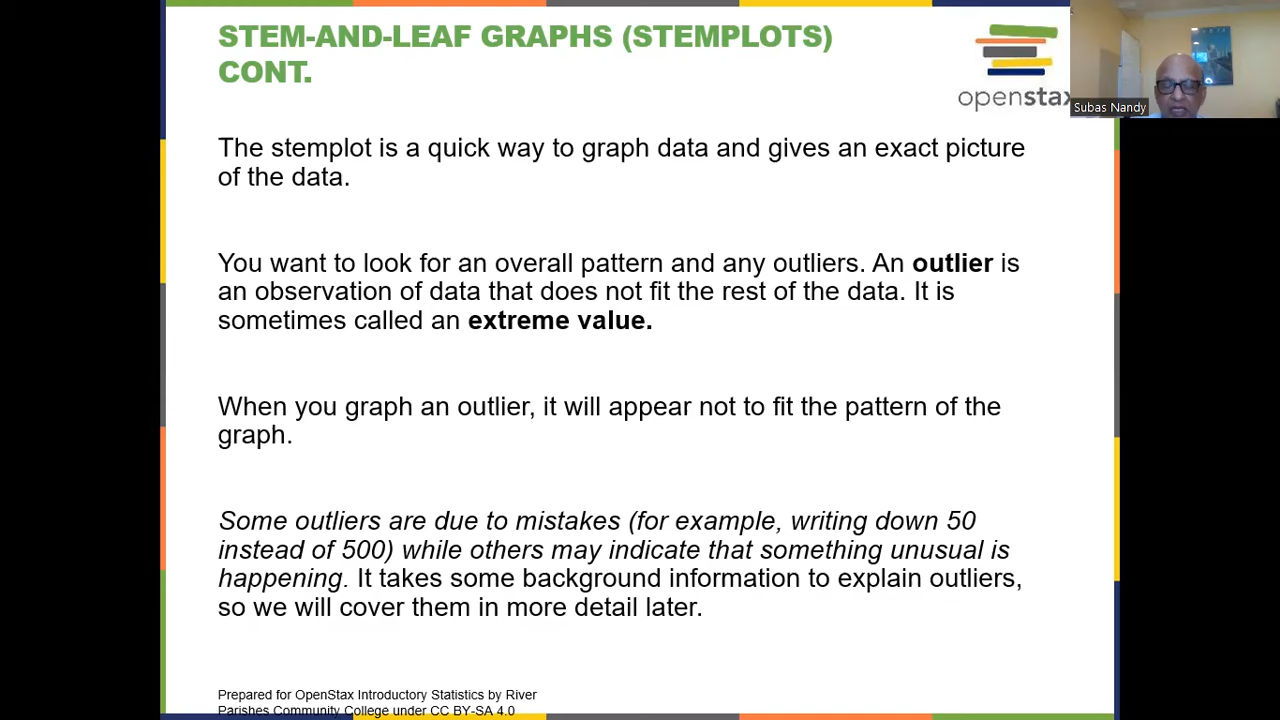 STEM-AND-LEAF GRAPHS (STEMPLOTS)
CONT.
openstax
Subas Nandy
The stemplot is a quick way to graph data and gives an exact picture
of the data.
You want to look for an overall pattern and any outliers. An outlier is
an observation of data that does not fit the rest of the data. It is
sometimes called an extreme value.
When you graph an outlier, it will appear not to fit the pattern of the
graph.
Some outliers are due to mistakes (for example, writing down 50
instead of 500) while others may indicate that something unusual is
happening. It takes some background information to explain outliers,
so we will cover them in more detail later.
Prepared for OpenStax Introductory Statistics by River
Parishes Community College under CC BY-SA 4.0